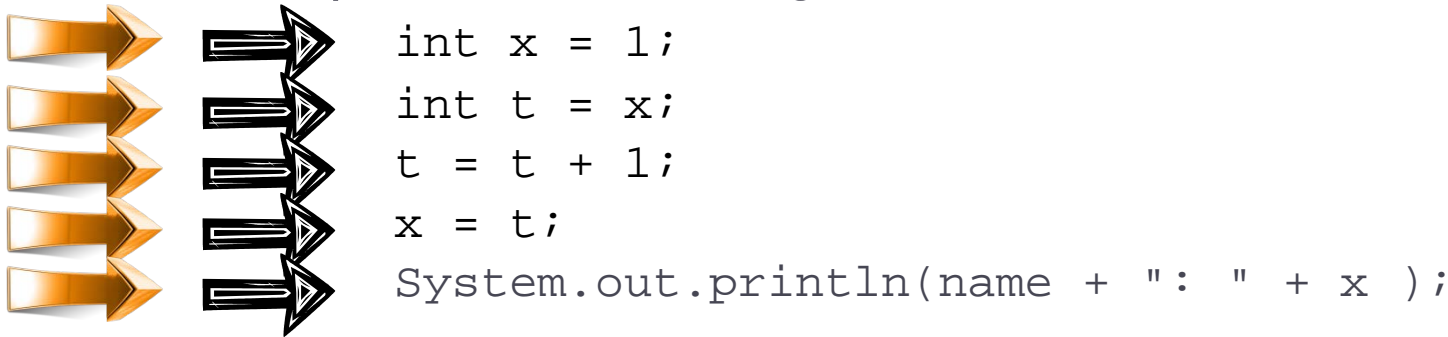 int x = 1;
int t = x;
t = t + 1;
x = t;
System.out.println(name + ": " + x );